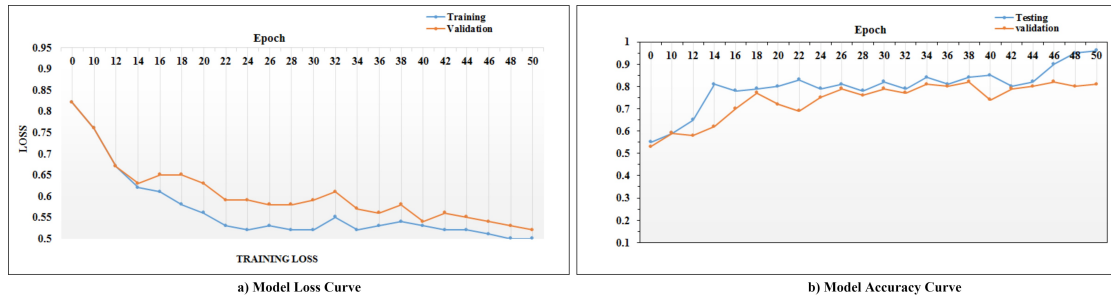 Training
Validation
Epoch
0.95
0 10 12 14 16 18 20 22 24 26 28 30 32 34 36 38 40 42 44 46 48 50
0.9
0.85
0.8
0.75
0.7
0.65
0.6
0.55
0.5
LOSS
TRAINING LOSS
a) Model Loss Curve
Testing
validation
Epoch
1
0 10 12 14 16 18 20 22 24 26 28 30 32 34 36 38 40 42 44 46 48 50
0.9
0.8
0.7
0.6
0.5
0.4
0.3
0.2
0.1
b) Model Accuracy Curve